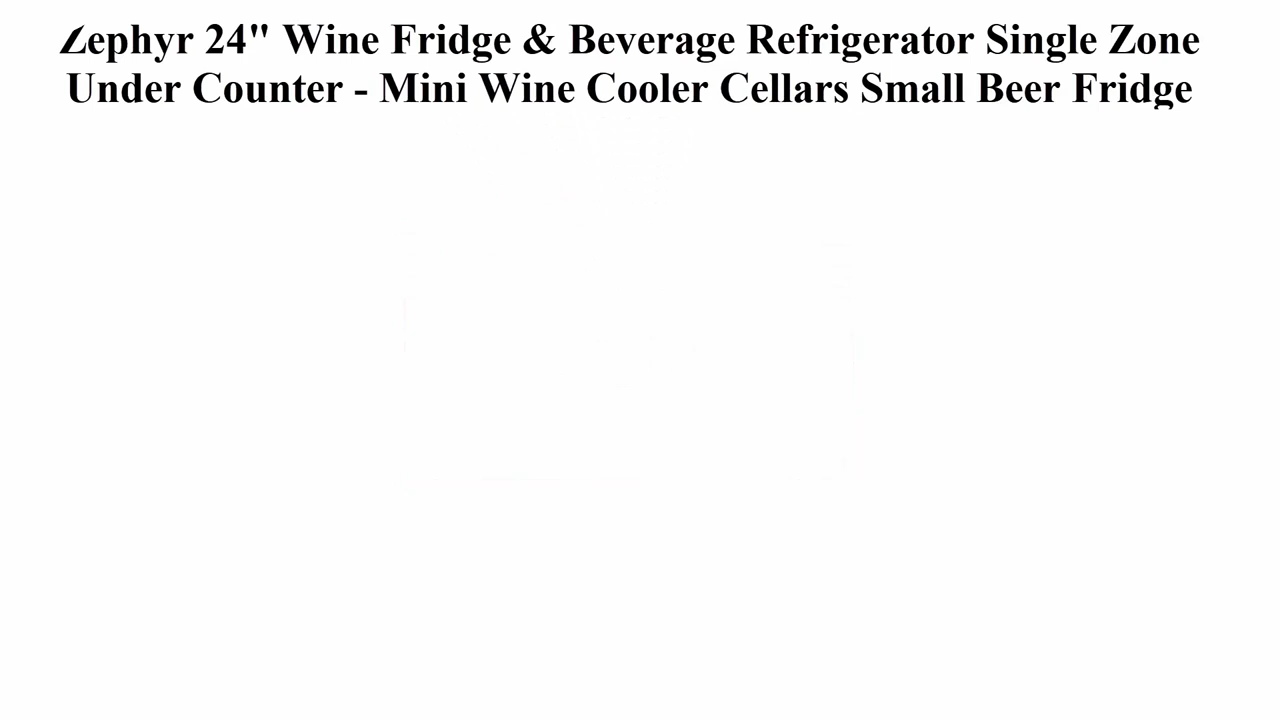 Zephyr 24" Wine Fridge & Beverage Refrigerator Single Zone
Under Counter - Mini Wine Cooler Cellars Small Beer Fridge